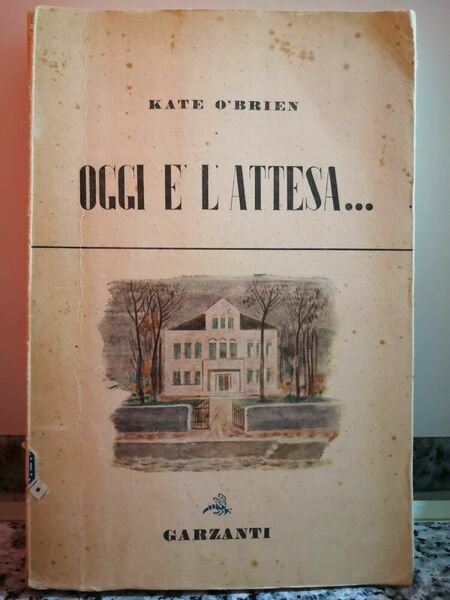 KATE O'BRIEN
OGGI E' L'ATTESA...
GARZANTI